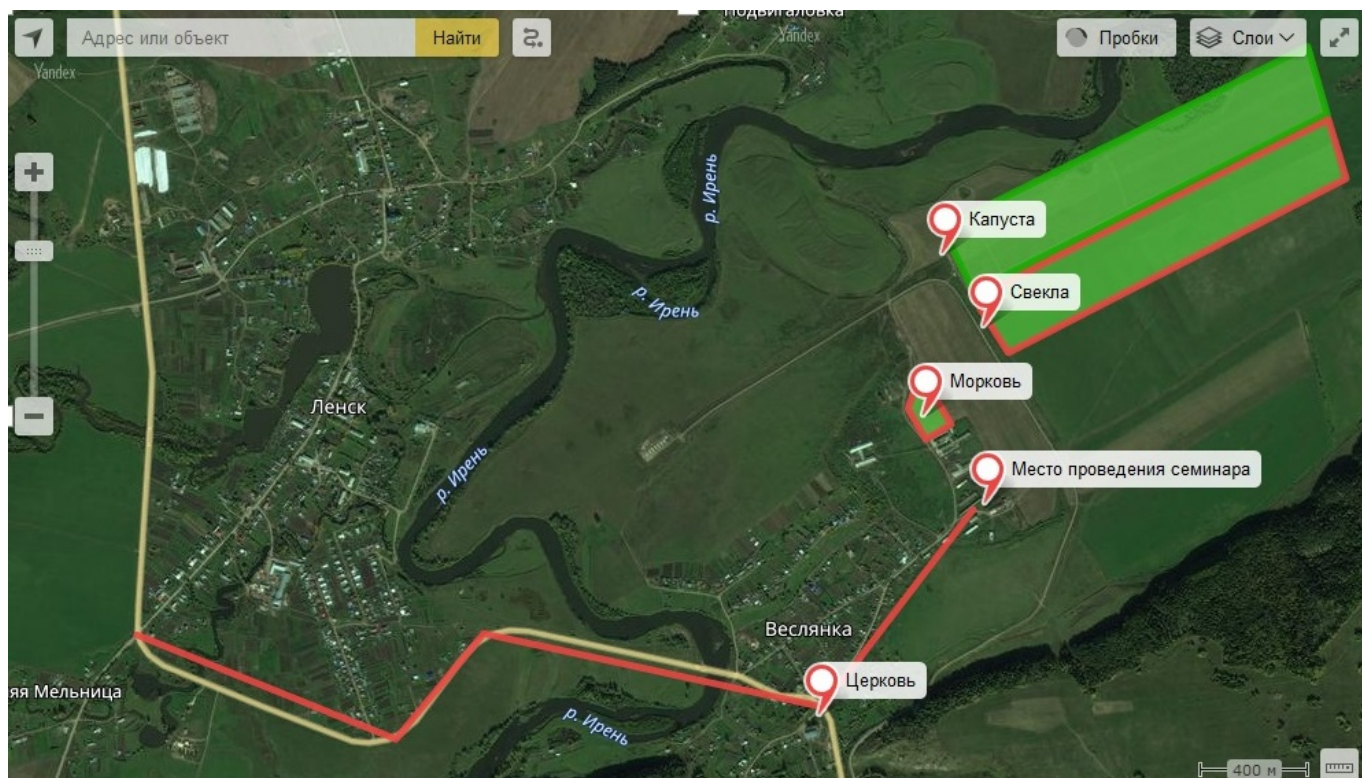 Подвигаловка
Адрес или объект
Найти
Пробки
Слои
Yandex
Yandex
р. Ирень
Капуста
р. Ирень
Свекла
Морковь
Ленск
р. Ирень
Место проведения семинара
Веслянка
Церковь
яя Мельница
р. Ирень
400 м